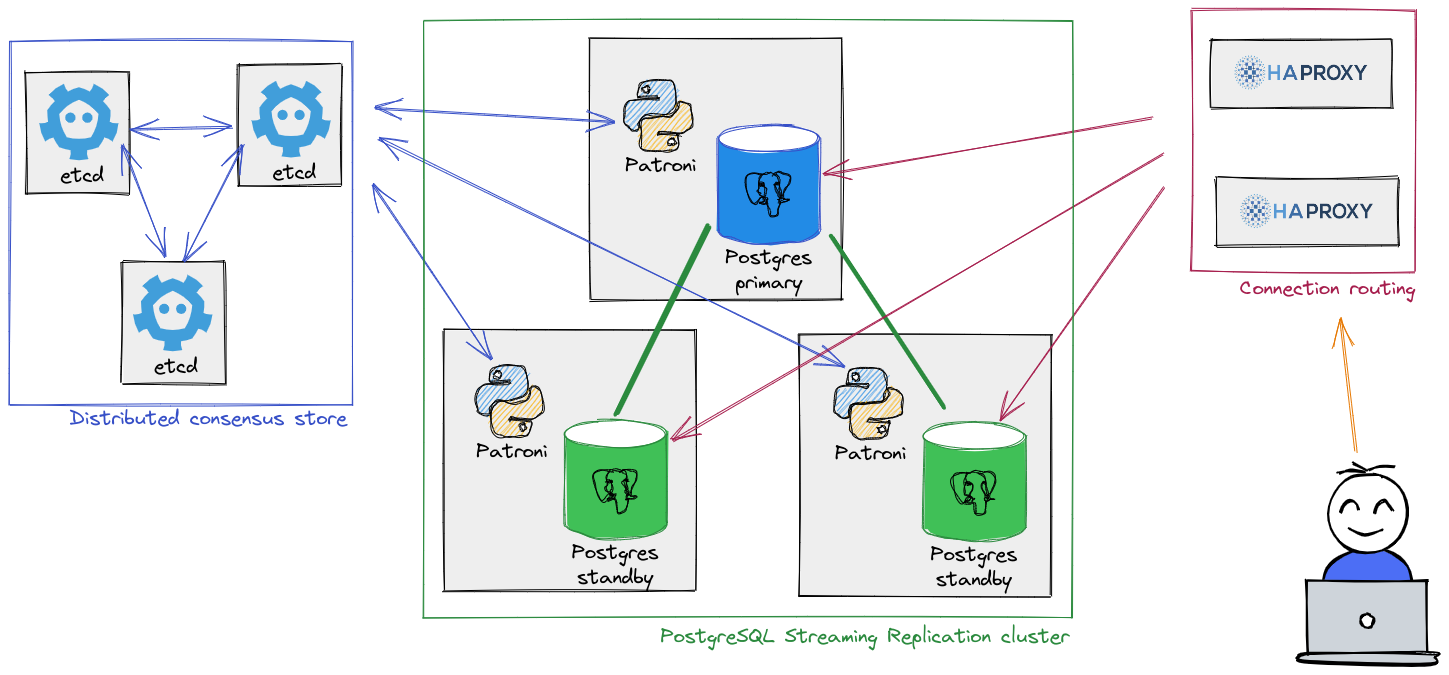 etcd
etcd
etcd
Distributed consensus store
Patroni
Postgres
primary
Patroni
Postgres
standby
Patroni
Postgres
standby
PostgreSQL Streaming Replication cluster
HAPROXY
HAPROXY
Connection routing